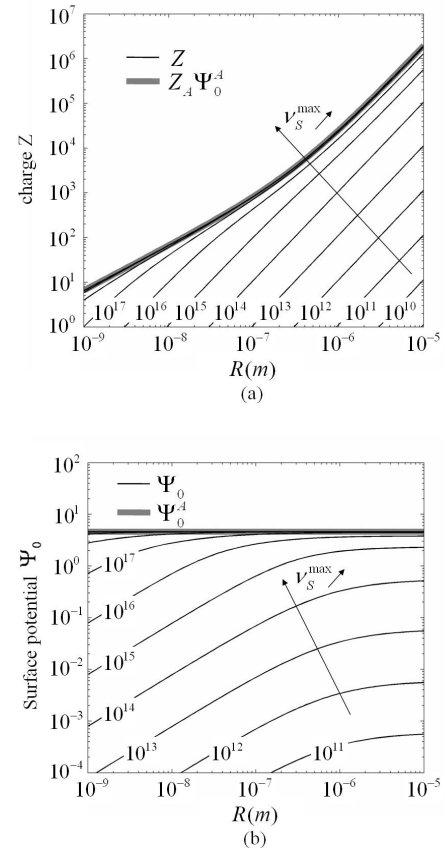 10^7
10^6
10^5
10^4
10^3
10^2
10^1
10^0
charge Z
Z
Z_A Ψ_0^A
ν_S^max
10^17 10^16 10^15 10^14 10^13 10^12 10^11 10^10
10^-9 10^-8 10^-7 10^-6 10^-5
R(m)
(a)
10^2
10^1
10^0
10^-1
10^-2
10^-3
10^-4
Surface potential Ψ_0
Ψ_0
Ψ_0^A
ν_S^max
10^17
10^16
10^15
10^14
10^13 10^12 10^11
10^-9 10^-8 10^-7 10^-6 10^-5
R(m)
(b)